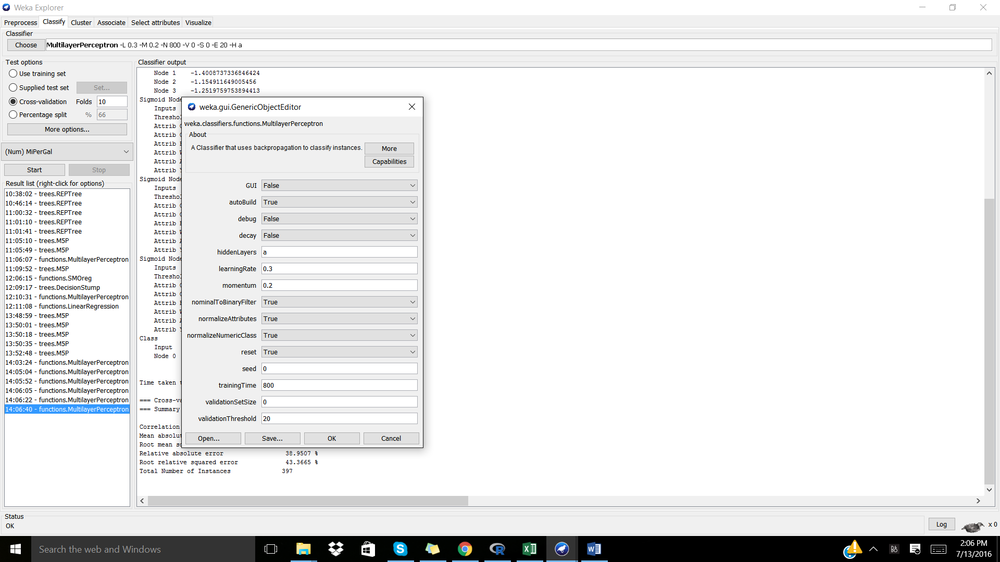 Weka Explorer
Preprocess Classify Cluster Associate Select attributes Visualize
Classifier
Choose MultilayerPerceptron -L 0.3 -M 0.2 -N 800 -V 0 -S 0 -E 20 -H a
Test options
Use training set
Supplied test set Set...
Cross-validation Folds 10
Percentage split % 66
More options...
(Num) MiPerGal
Start Stop
Result list (right-click for options)
10:38:02 - trees.REPTree
10:46:14 - trees.REPTree
11:00:32 - trees.REPTree
11:01:10 - trees.REPTree
11:01:41 - trees.REPTree
11:05:10 - trees.M5P
11:05:49 - trees.M5P
11:06:07 - functions.MultilayerPerceptron
11:09:52 - trees.M5P
12:06:15 - functions.SMOreg
12:09:17 - trees.DecisionStump
12:10:31 - functions.MultilayerPerceptron
12:11:08 - functions.LinearRegression
13:48:59 - trees.M5P
13:50:01 - trees.M5P
13:50:18 - trees.M5P
13:50:35 - trees.M5P
13:52:48 - trees.M5P
14:03:24 - functions.MultilayerPerceptron
14:05:04 - functions.MultilayerPerceptron
14:05:52 - functions.MultilayerPerceptron
14:06:05 - functions.MultilayerPerceptron
14:06:22 - functions.MultilayerPerceptron
14:06:40 - functions.MultilayerPerceptron
Classifier output
Node 1 -1.4008737336846424
Node 2 -1.154911649005456
Node 3 -1.2519759753894413
Sigmoid Node
Inputs
Threshol
Attrib
Attrib
Attrib
Attrib
Attrib
Attrib
Sigmoid Node
Inputs
Threshol
Attrib
Attrib
Attrib
Attrib
Attrib
Attrib
Sigmoid Node
Inputs
Threshol
Attrib
Attrib
Attrib
Attrib
Attrib
Attrib
Class
Input
Node 0
Time taken
=== Cross-va
=== Summary
Correlation
Mean absolut
Root mean
Relative absolute error 38.9507 %
Root relative squared error 43.3665 %
Total Number of Instances 397
weka.gui.GenericObjectEditor
weka.classifiers.functions.MultilayerPerceptron
About
A Classifier that uses backpropagation to classify instances.
More
Capabilities
GUI False
autoBuild True
debug False
decay False
hiddenLayers a
learningRate 0.3
momentum 0.2
nominalToBinaryFilter True
normalizeAttributes True
normalizeNumericClass True
reset True
seed 0
trainingTime 800
validationSetSize 0
validationThreshold 20
Open... Save... OK Cancel
Status
OK
Log x 0
Search the web and Windows
2:06 PM
7/13/2016